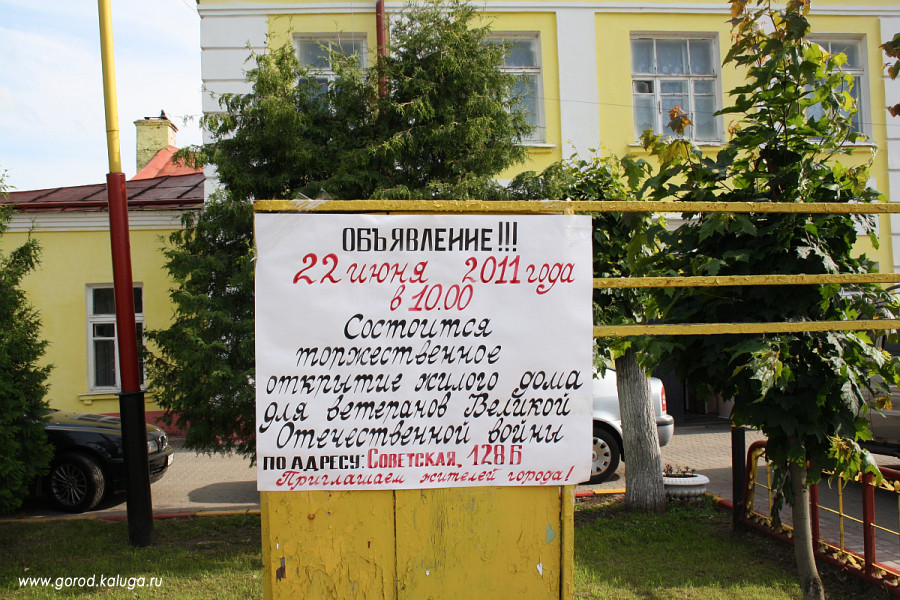 ОБЪЯВЛЕНИЕ!!!
22 июня 2011 года
в 10.00
Состоится
торжественное
открытие жилого дома
для ветеранов Великой
Отечественной войны
ПО АДРЕСУ: Советская, 128 Б
Приглашаем жителей города!
www.gorod.kaluga.ru